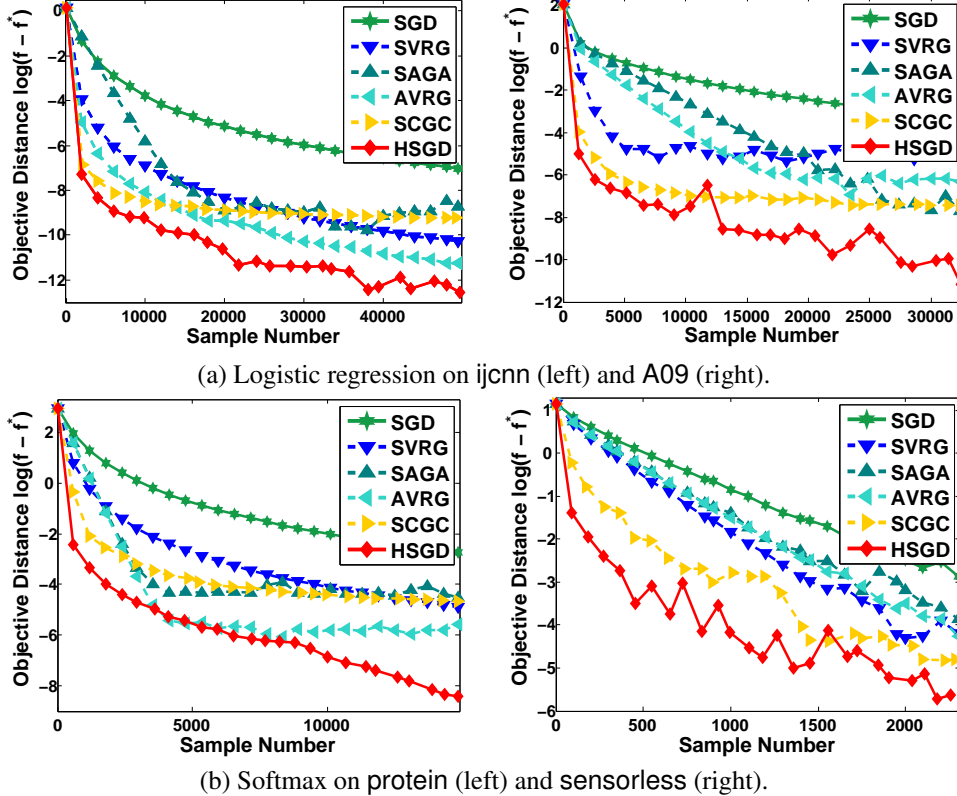 Objective Distance log(f − f*)
0
−2
−4
−6
−8
−10
−12
0 10000 20000 30000 40000
Sample Number
SGD
SVRG
SAGA
AVRG
SCGC
HSGD
Objective Distance log(f − f*)
2
0
−2
−4
−6
−8
−10
−12
0 5000 10000 15000 20000 25000 30000
Sample Number
SGD
SVRG
SAGA
AVRG
SCGC
HSGD
(a) Logistic regression on ijcnn (left) and A09 (right).
Objective Distance log(f − f*)
2
0
−2
−4
−6
−8
0 5000 10000
Sample Number
SGD
SVRG
SAGA
AVRG
SCGC
HSGD
Objective Distance log(f − f*)
1
0
−1
−2
−3
−4
−5
−6
0 500 1000 1500 2000
Sample Number
SGD
SVRG
SAGA
AVRG
SCGC
HSGD
(b) Softmax on protein (left) and sensorless (right).